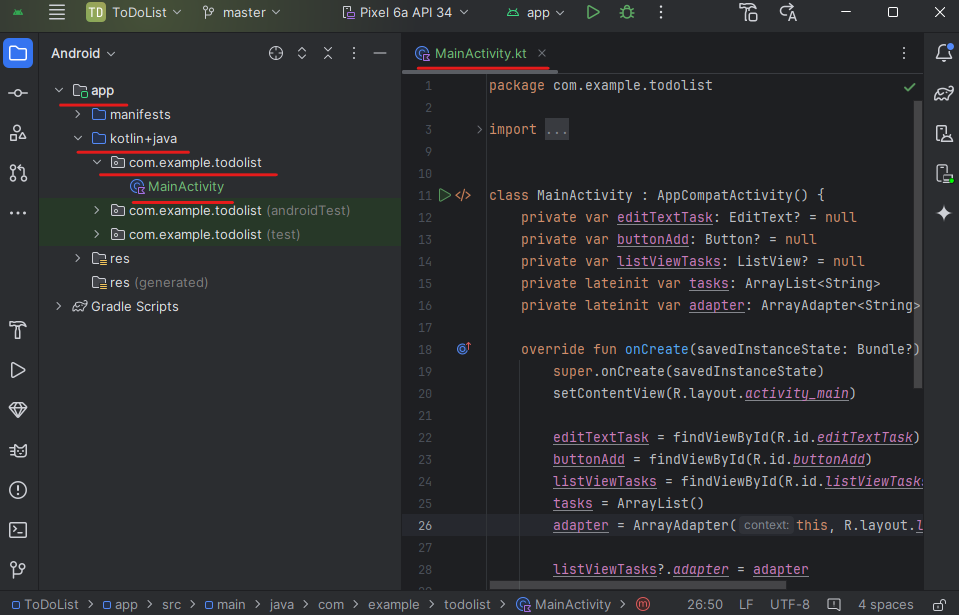 TD ToDoList master Pixel 6a API 34 app
Android
app
manifests
kotlin+java
com.example.todolist
MainActivity
com.example.todolist (androidTest)
com.example.todolist (test)
res
res (generated)
Gradle Scripts
MainActivity.kt
1 package com.example.todolist
2
3 import ...
9
10
11 class MainActivity : AppCompatActivity() {
12 private var editTextTask: EditText? = null
13 private var buttonAdd: Button? = null
14 private var listViewTasks: ListView? = null
15 private lateinit var tasks: ArrayList<String>
16 private lateinit var adapter: ArrayAdapter<String>
17
18 override fun onCreate(savedInstanceState: Bundle?)
19 super.onCreate(savedInstanceState)
20 setContentView(R.layout.activity_main)
21
22 editTextTask = findViewById(R.id.editTextTask)
23 buttonAdd = findViewById(R.id.buttonAdd)
24 listViewTasks = findViewById(R.id.listViewTasks
25 tasks = ArrayList()
26 adapter = ArrayAdapter( context: this, R.layout.l
27
28 listViewTasks?.adapter = adapter
ToDoList > app > src > main > java > com > example > todolist > MainActivity > m 26:50 LF UTF-8 4 spaces